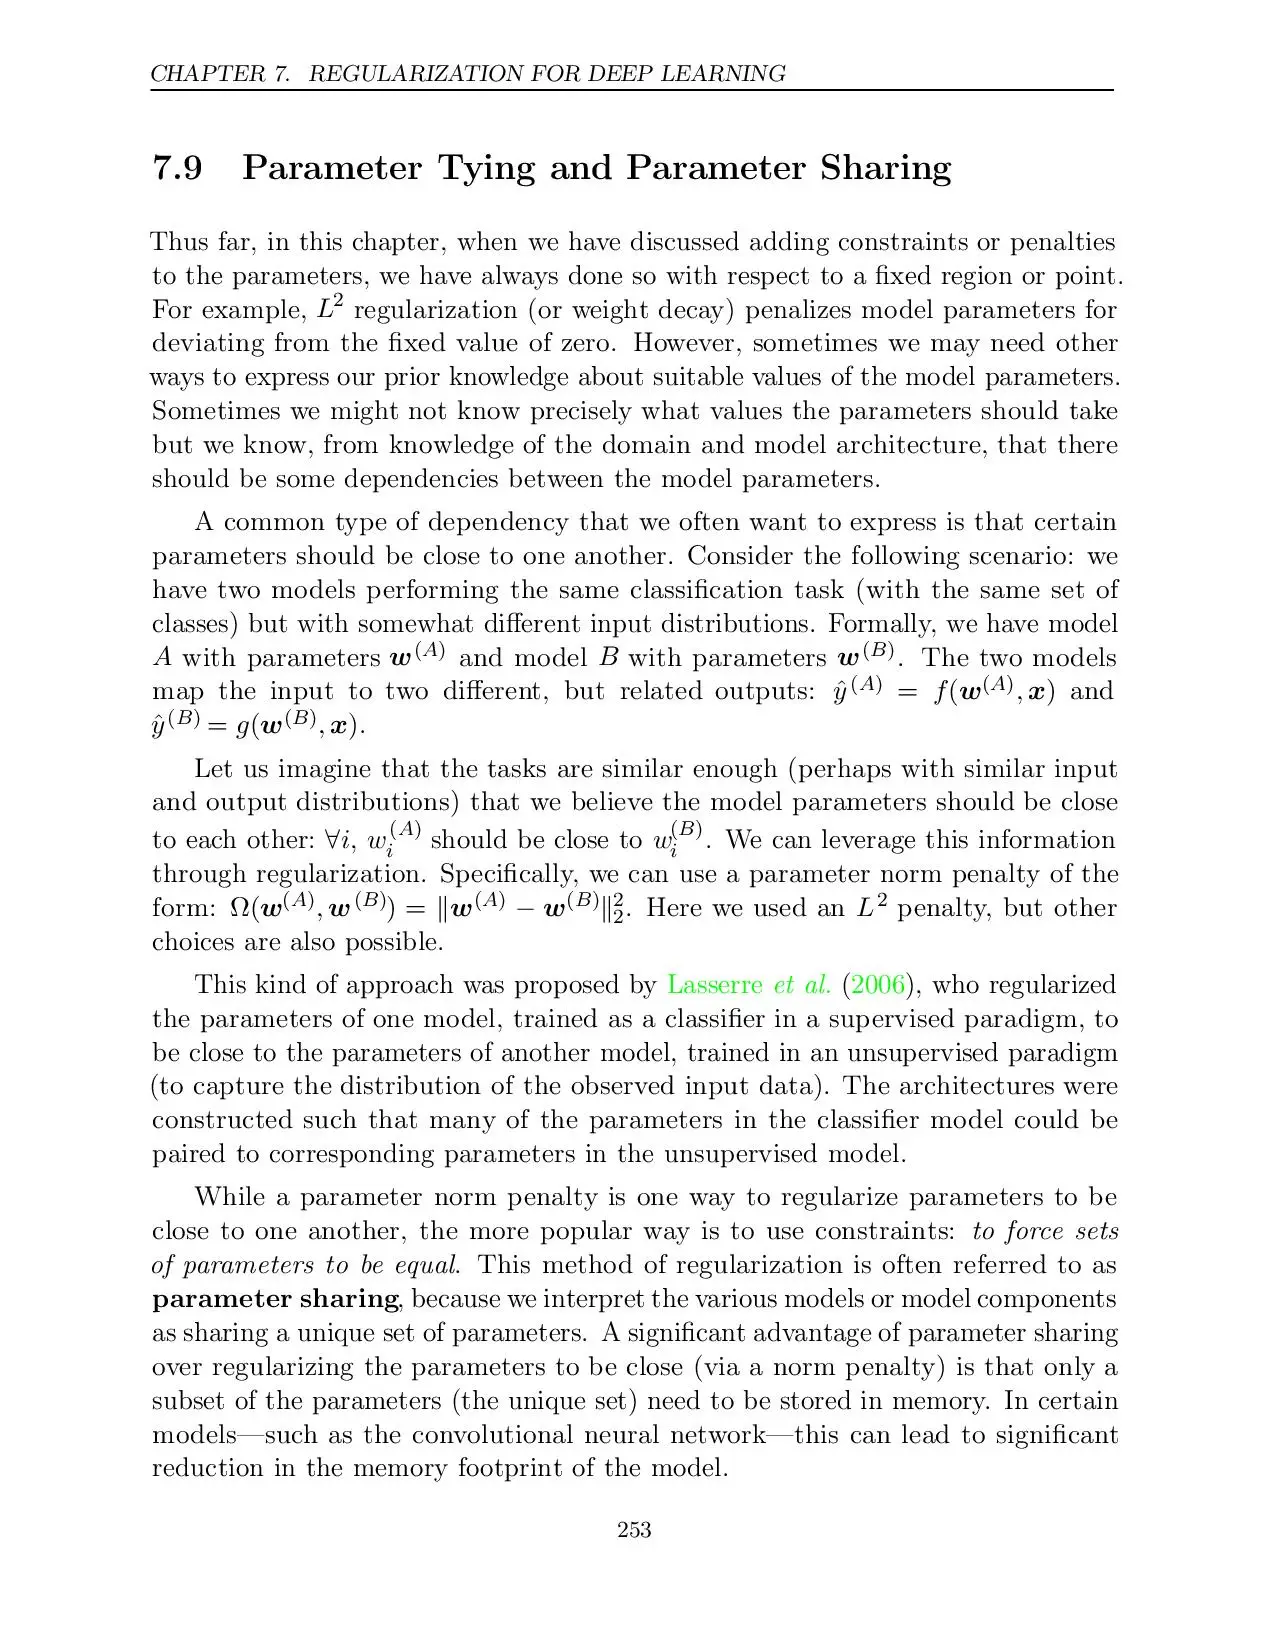 CHAPTER 7. REGULARIZATION FOR DEEP LEARNING
7.9 Parameter Tying and Parameter Sharing
Thus far, in this chapter, when we have discussed adding constraints or penalties
to the parameters, we have always done so with respect to a fixed region or point.
For example, L² regularization (or weight decay) penalizes model parameters for
deviating from the fixed value of zero. However, sometimes we may need other
ways to express our prior knowledge about suitable values of the model parameters.
Sometimes we might not know precisely what values the parameters should take
but we know, from knowledge of the domain and model architecture, that there
should be some dependencies between the model parameters.
A common type of dependency that we often want to express is that certain
parameters should be close to one another. Consider the following scenario: we
have two models performing the same classification task (with the same set of
classes) but with somewhat different input distributions. Formally, we have model
A with parameters w^(A) and model B with parameters w^(B). The two models
map the input to two different, but related outputs: ŷ^(A) = f(w^(A), x) and
ŷ^(B) = g(w^(B), x).
Let us imagine that the tasks are similar enough (perhaps with similar input
and output distributions) that we believe the model parameters should be close
to each other: ∀i, w_i^(A) should be close to w_i^(B). We can leverage this information
through regularization. Specifically, we can use a parameter norm penalty of the
form: Ω(w^(A), w^(B)) = ‖w^(A) − w^(B)‖₂². Here we used an L² penalty, but other
choices are also possible.
This kind of approach was proposed by Lasserre et al. (2006), who regularized
the parameters of one model, trained as a classifier in a supervised paradigm, to
be close to the parameters of another model, trained in an unsupervised paradigm
(to capture the distribution of the observed input data). The architectures were
constructed such that many of the parameters in the classifier model could be
paired to corresponding parameters in the unsupervised model.
While a parameter norm penalty is one way to regularize parameters to be
close to one another, the more popular way is to use constraints: to force sets
of parameters to be equal. This method of regularization is often referred to as
parameter sharing, because we interpret the various models or model components
as sharing a unique set of parameters. A significant advantage of parameter sharing
over regularizing the parameters to be close (via a norm penalty) is that only a
subset of the parameters (the unique set) need to be stored in memory. In certain
models—such as the convolutional neural network—this can lead to significant
reduction in the memory footprint of the model.
253